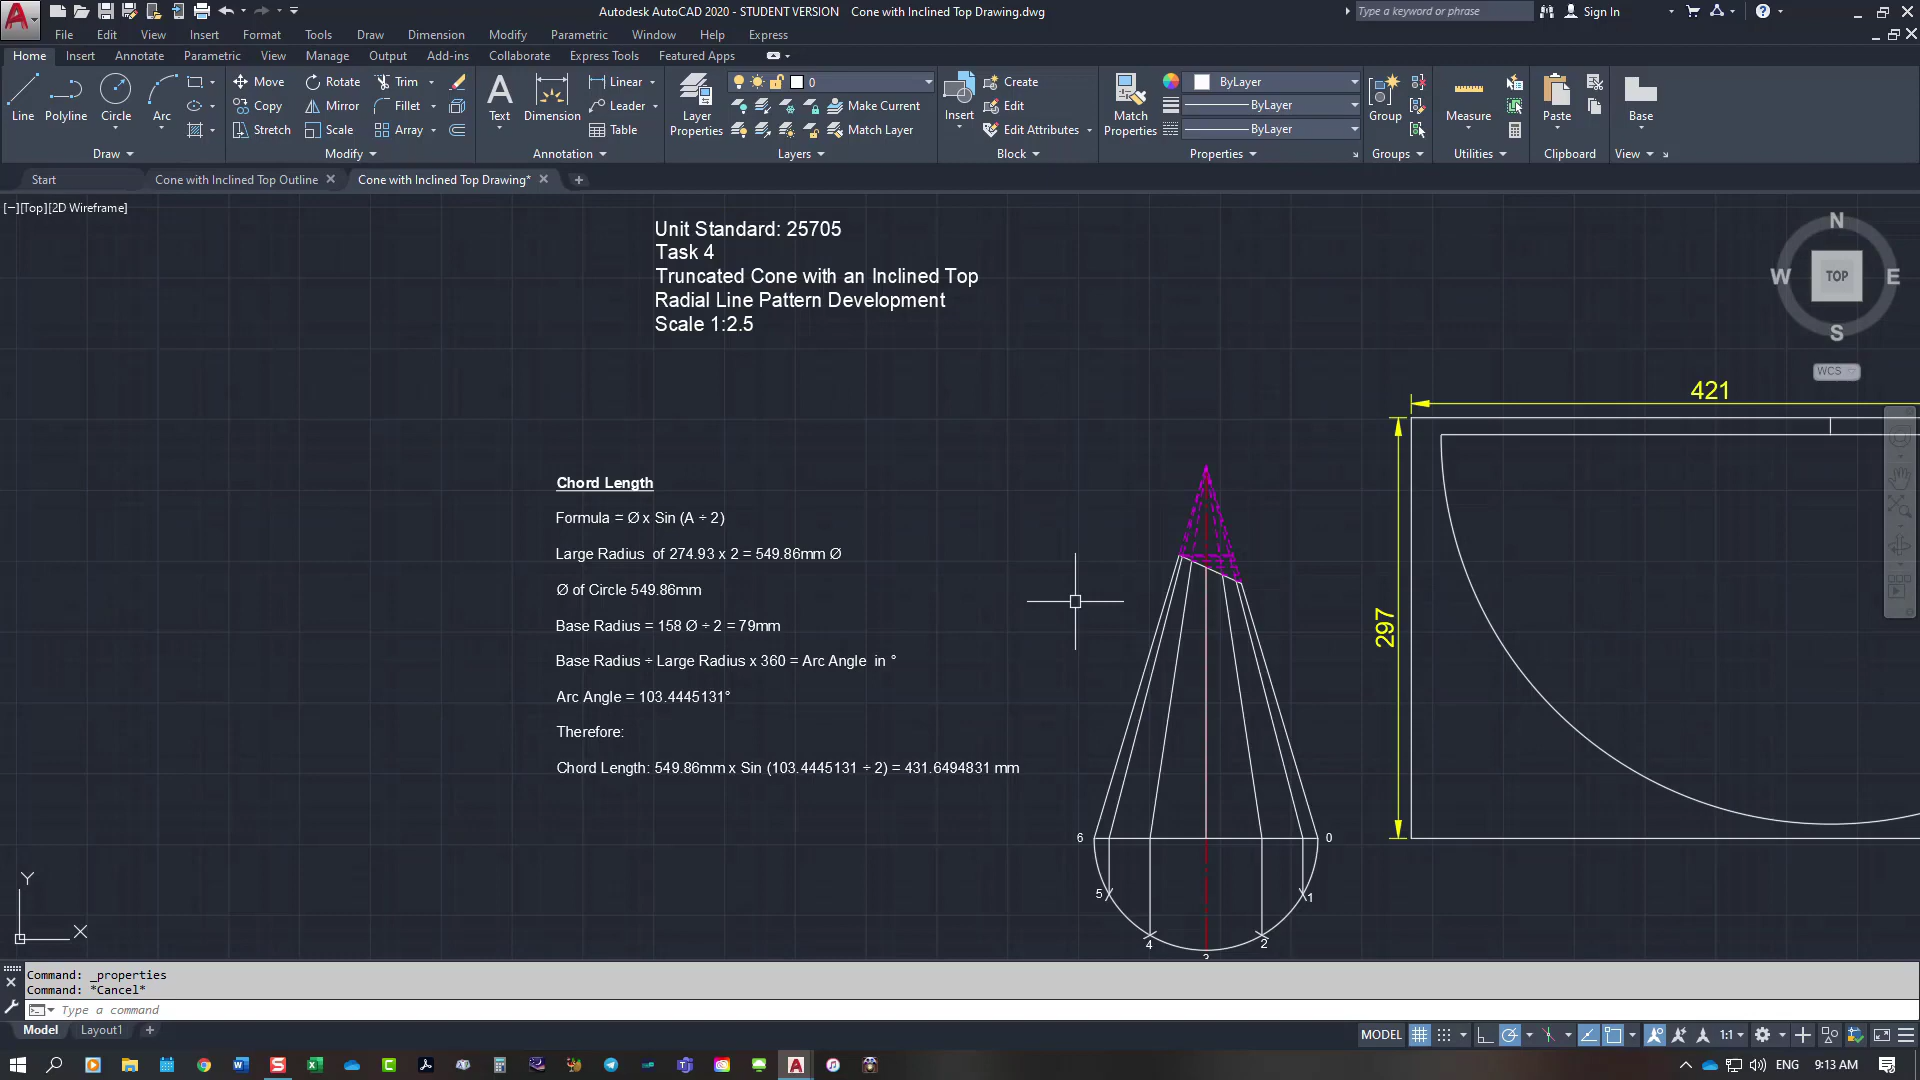 Autodesk AutoCAD 2020 - STUDENT VERSION Cone with Inclined Top Drawing.dwg
Type a keyword or phrase
Sign In
File Edit View Insert Format Tools Draw Dimension Modify Parametric Window Help Express
Home Insert Annotate Parametric View Manage Output Add-ins Collaborate Express Tools Featured Apps
Line
Polyline
Circle
Arc
Move
Copy
Stretch
Rotate
Mirror
Scale
Trim
Fillet
Array
Text
Dimension
Linear
Leader
Table
Layer Properties
0
Make Current
Match Layer
Insert
Create
Edit
Edit Attributes
Match Properties
ByLayer
ByLayer
ByLayer
Group
Measure
Paste
Base
Draw Modify Annotation Layers Block Properties Groups Utilities Clipboard View
Start
Cone with Inclined Top Outline
Cone with Inclined Top Drawing*
[−][Top][2D Wireframe]
Unit Standard: 25705
Task 4
Truncated Cone with an Inclined Top
Radial Line Pattern Development
Scale 1:2.5
N
W
TOP
E
S
WCS
421
297
Chord Length
Formula = Ø x Sin (A ÷ 2)
Large Radius of 274.93 x 2 = 549.86mm Ø
Ø of Circle 549.86mm
Base Radius = 158 Ø ÷ 2 = 79mm
Base Radius ÷ Large Radius x 360 = Arc Angle in °
Arc Angle = 103.4445131°
Therefore:
Chord Length: 549.86mm x Sin (103.4445131 ÷ 2) = 431.6494831 mm
6
0
5
1
4
2
3
Y
X
Command: _properties
Command: *Cancel*
Type a command
Model
Layout1
MODEL
1:1
ENG
9:13 AM